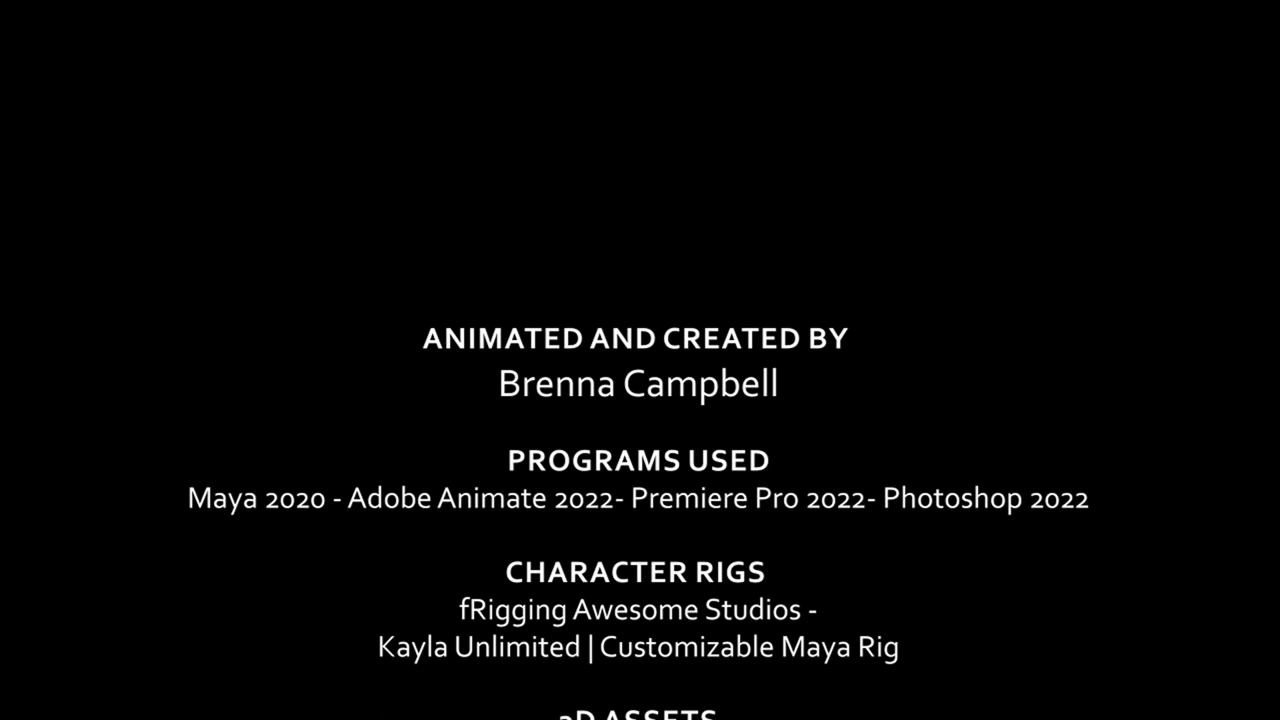 ANIMATED AND CREATED BY
Brenna Campbell
PROGRAMS USED
Maya 2020 - Adobe Animate 2022- Premiere Pro 2022- Photoshop 2022
CHARACTER RIGS
fRigging Awesome Studios -
Kayla Unlimited | Customizable Maya Rig
ASSETS